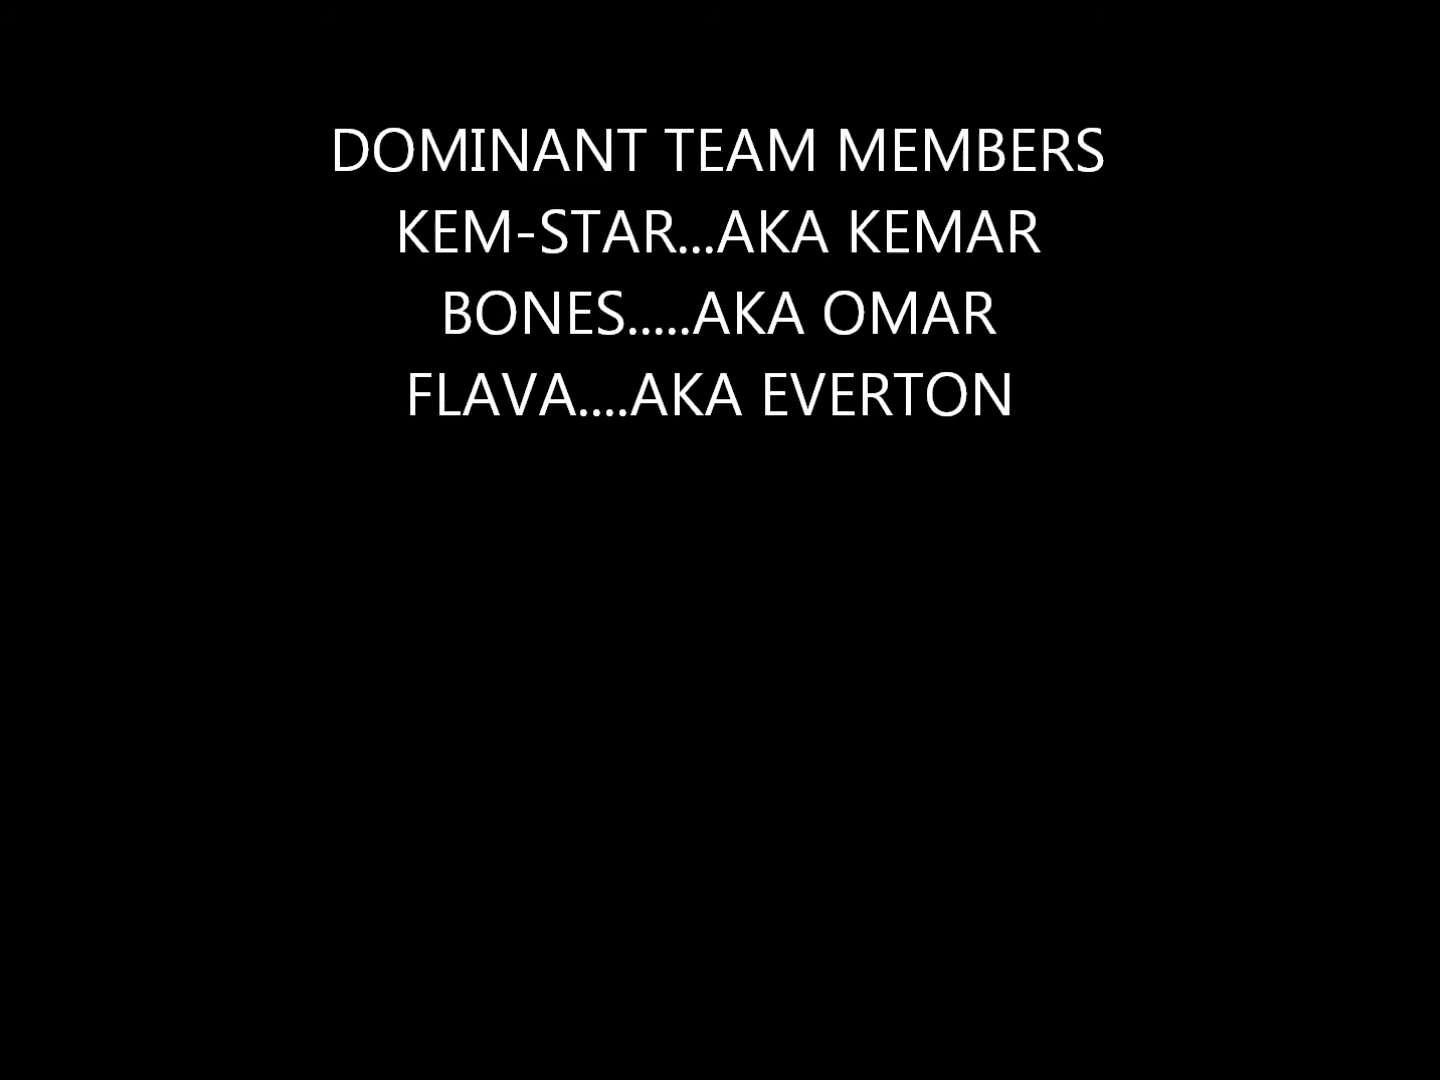 DOMINANT TEAM MEMBERS
KEM-STAR...AKA KEMAR
BONES.....AKA OMAR
FLAVA....AKA EVERTON